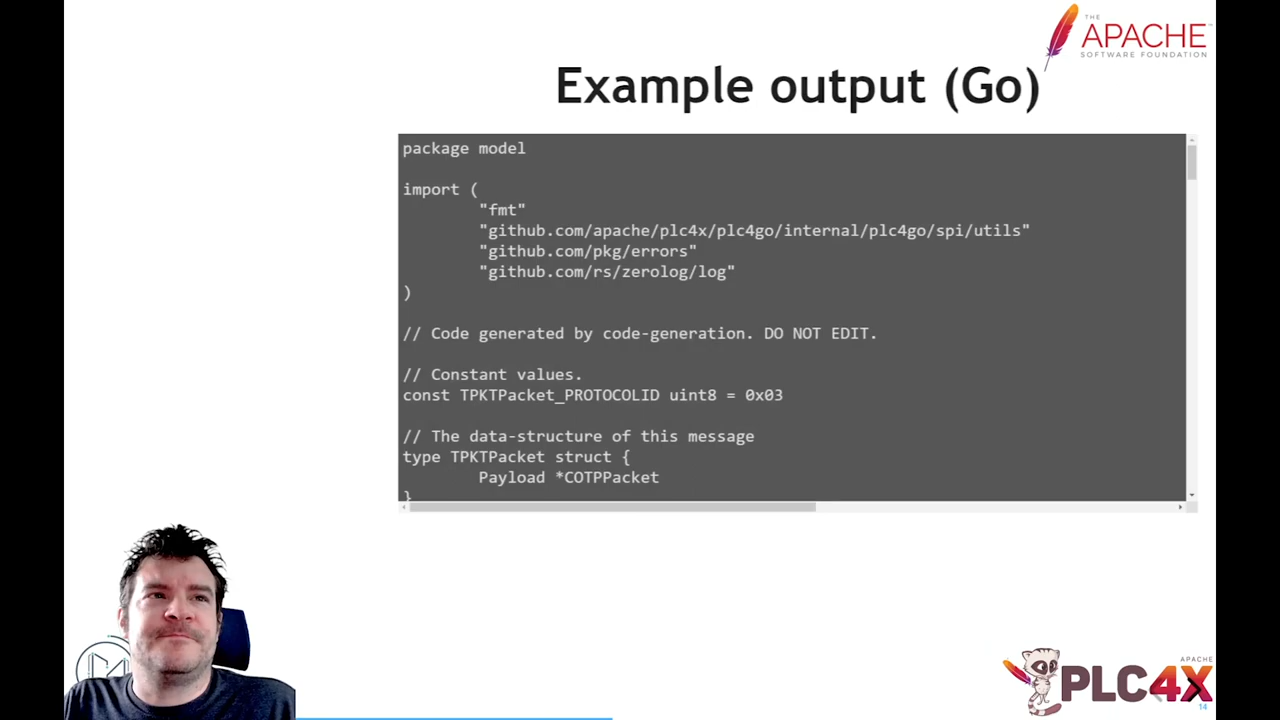 THE
APACHE
SOFTWARE FOUNDATION
Example output (Go)
package model
import (
"fmt"
"github.com/apache/plc4x/plc4go/internal/plc4go/spi/utils"
"github.com/pkg/errors"
"github.com/rs/zerolog/log"
)
// Code generated by code-generation. DO NOT EDIT.
// Constant values.
const TPKTPacket_PROTOCOLID uint8 = 0x03
// The data-structure of this message
type TPKTPacket struct {
Payload *COTPPacket
}
APACHE
PLC4X
14